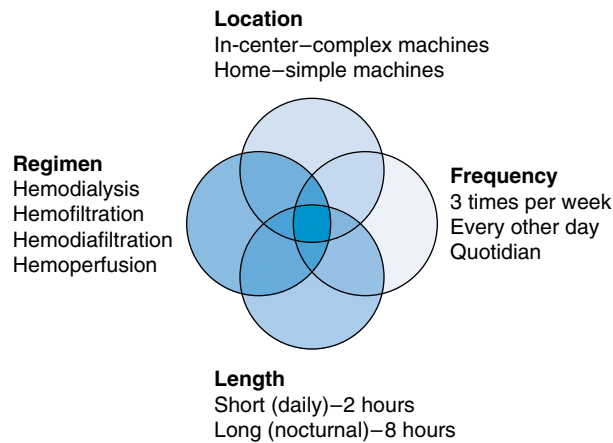 Location
In-center–complex machines
Home–simple machines
Regimen
Hemodialysis
Hemofiltration
Hemodiafiltration
Hemoperfusion
Frequency
3 times per week
Every other day
Quotidian
Length
Short (daily)–2 hours
Long (nocturnal)–8 hours